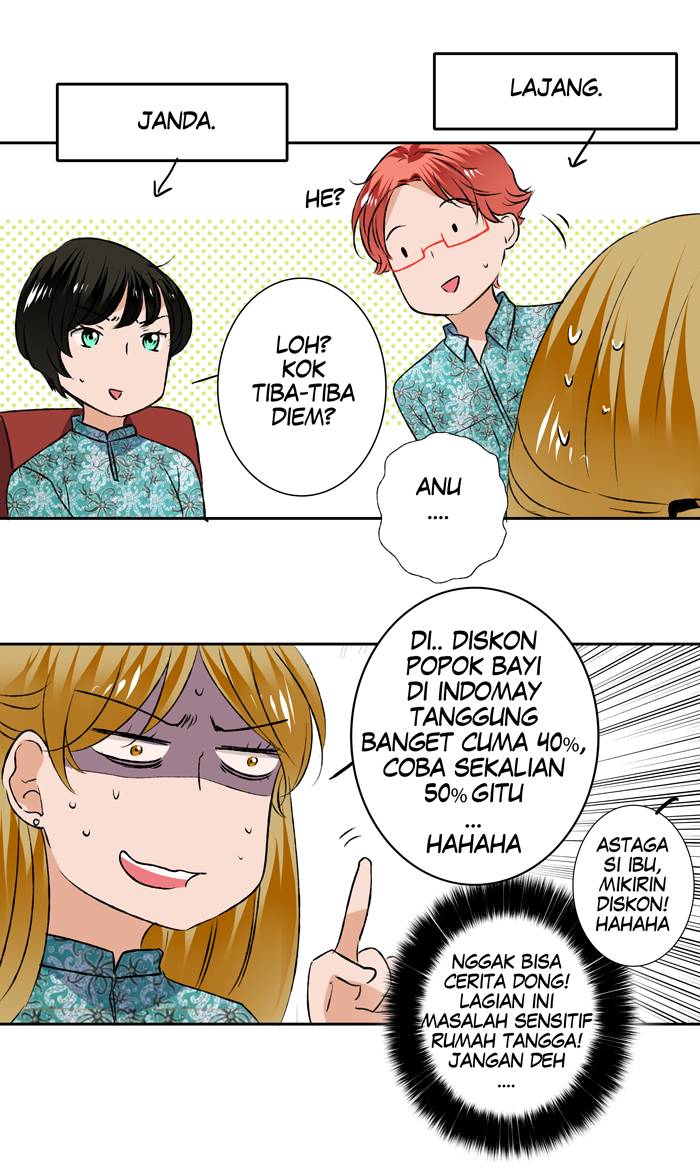 JANDA.
LAJANG.
HE?
LOH?
KOK
TIBA-TIBA
DIEM?
ANU
....
DI.. DISKON
POPOK BAYI
DI INDOMAY
TANGGUNG
BANGET CUMA 40%,
COBA SEKALIAN
50% GITU
...
HAHAHA
ASTAGA
SI IBU,
MIKIRIN
DISKON!
HAHAHA
NGGAK BISA
CERITA DONG!
LAGIAN INI
MASALAH SENSITIF
RUMAH TANGGA!
JANGAN DEH
....